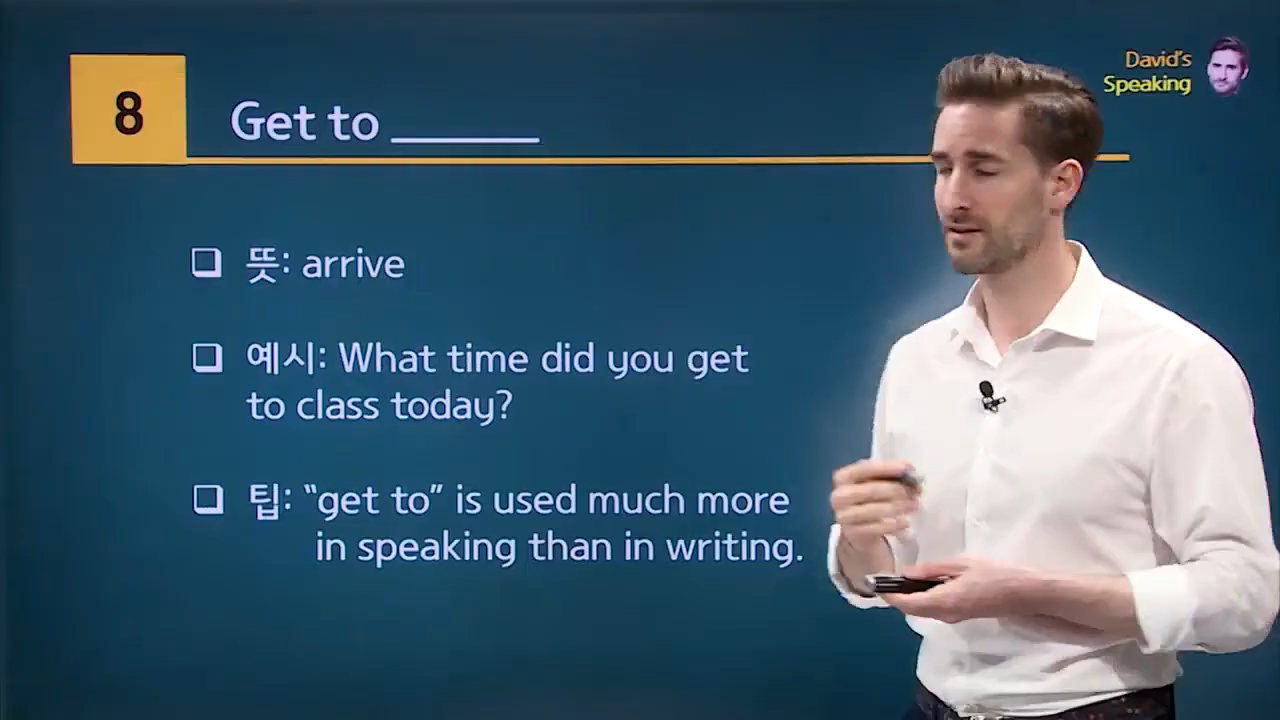 8
Get to ______
David's
Speaking
❑ 뜻: arrive
❑ 예시: What time did you get
to class today?
❑ 팁: “get to” is used much more
in speaking than in writing.